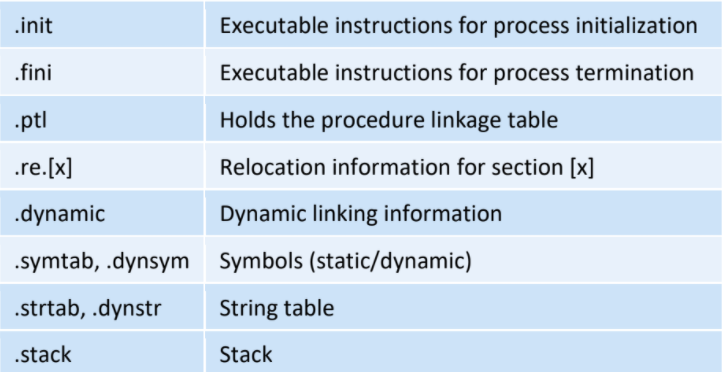 .init Executable instructions for process initialization
.fini Executable instructions for process termination
.ptl Holds the procedure linkage table
.re.[x] Relocation information for section [x]
.dynamic Dynamic linking information
.symtab, .dynsym Symbols (static/dynamic)
.strtab, .dynstr String table
.stack Stack